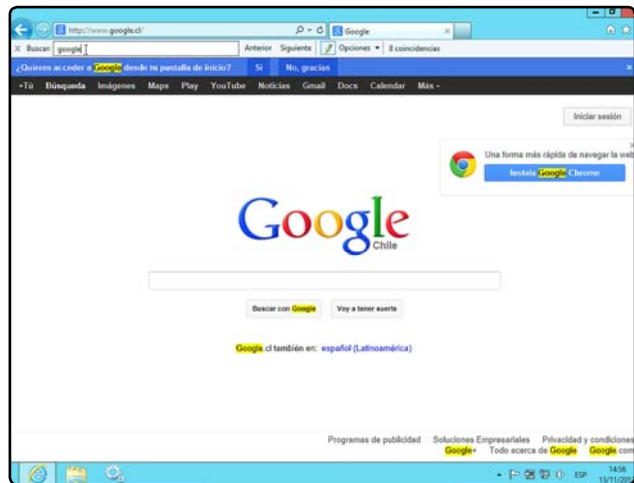 http://www.google.cl/
Google
Buscar: google
Anterior Siguiente Opciones 8 coincidencias
¿Quieres acceder a Google desde tu pantalla de inicio? Sí No, gracias
+Tú Búsqueda Imágenes Maps Play YouTube Noticias Gmail Docs Calendar Más
Iniciar sesión
Una forma más rápida de navegar la web
Instala Google Chrome
Google
Chile
Buscar con Google Voy a tener suerte
Google.cl también en: español (Latinoamérica)
Programas de publicidad Soluciones Empresariales Privacidad y condiciones
Google+ Todo acerca de Google Google.com
ESP 14:56